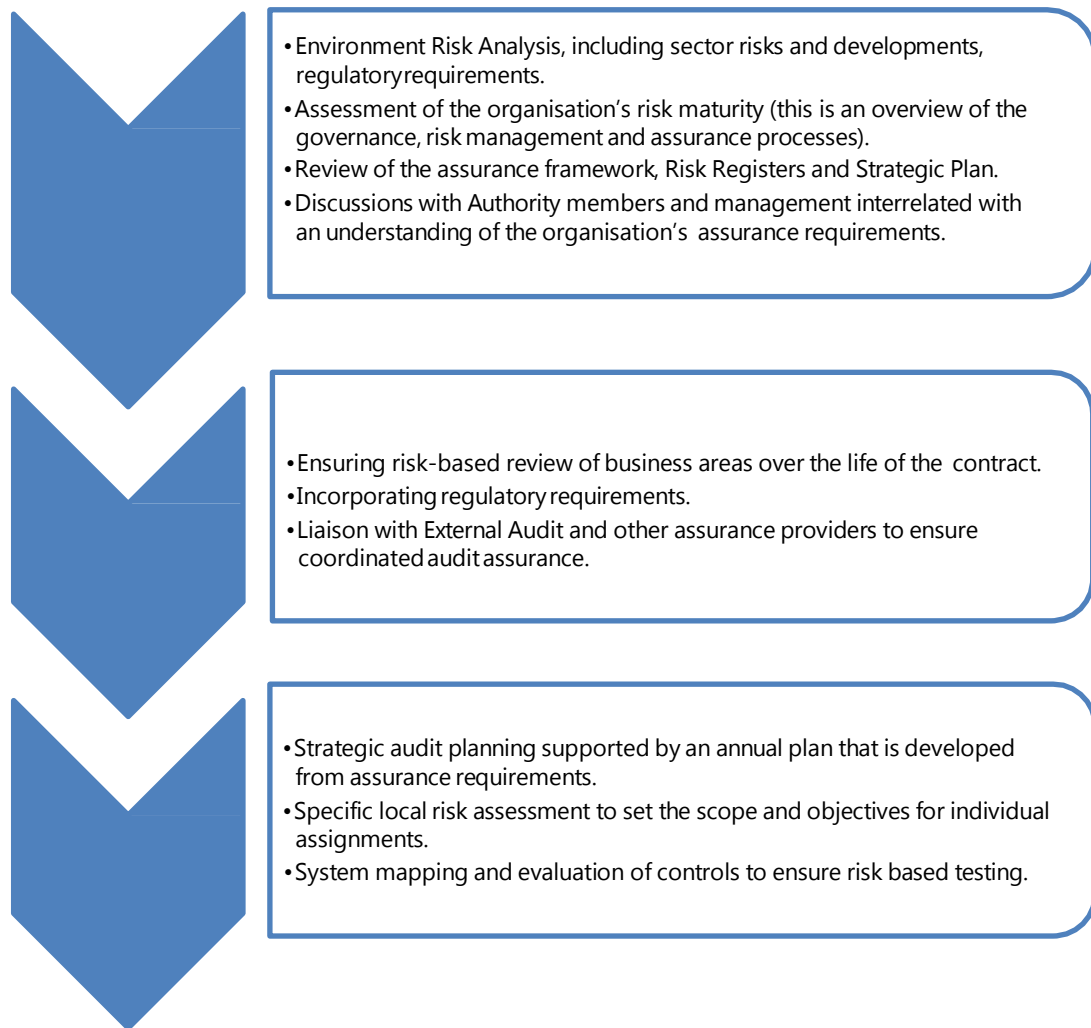 •Environment Risk Analysis, including sector risks and developments,
regulatory requirements.
•Assessment of the organisation’s risk maturity (this is an overview of the
governance, risk management and assurance processes).
•Review of the assurance framework, Risk Registers and Strategic Plan.
•Discussions with Authority members and management interrelated with
an understanding of the organisation’s assurance requirements.
•Ensuring risk-based review of business areas over the life of the contract.
•Incorporating regulatory requirements.
•Liaison with External Audit and other assurance providers to ensure
coordinated audit assurance.
•Strategic audit planning supported by an annual plan that is developed
from assurance requirements.
•Specific local risk assessment to set the scope and objectives for individual
assignments.
•System mapping and evaluation of controls to ensure risk based testing.